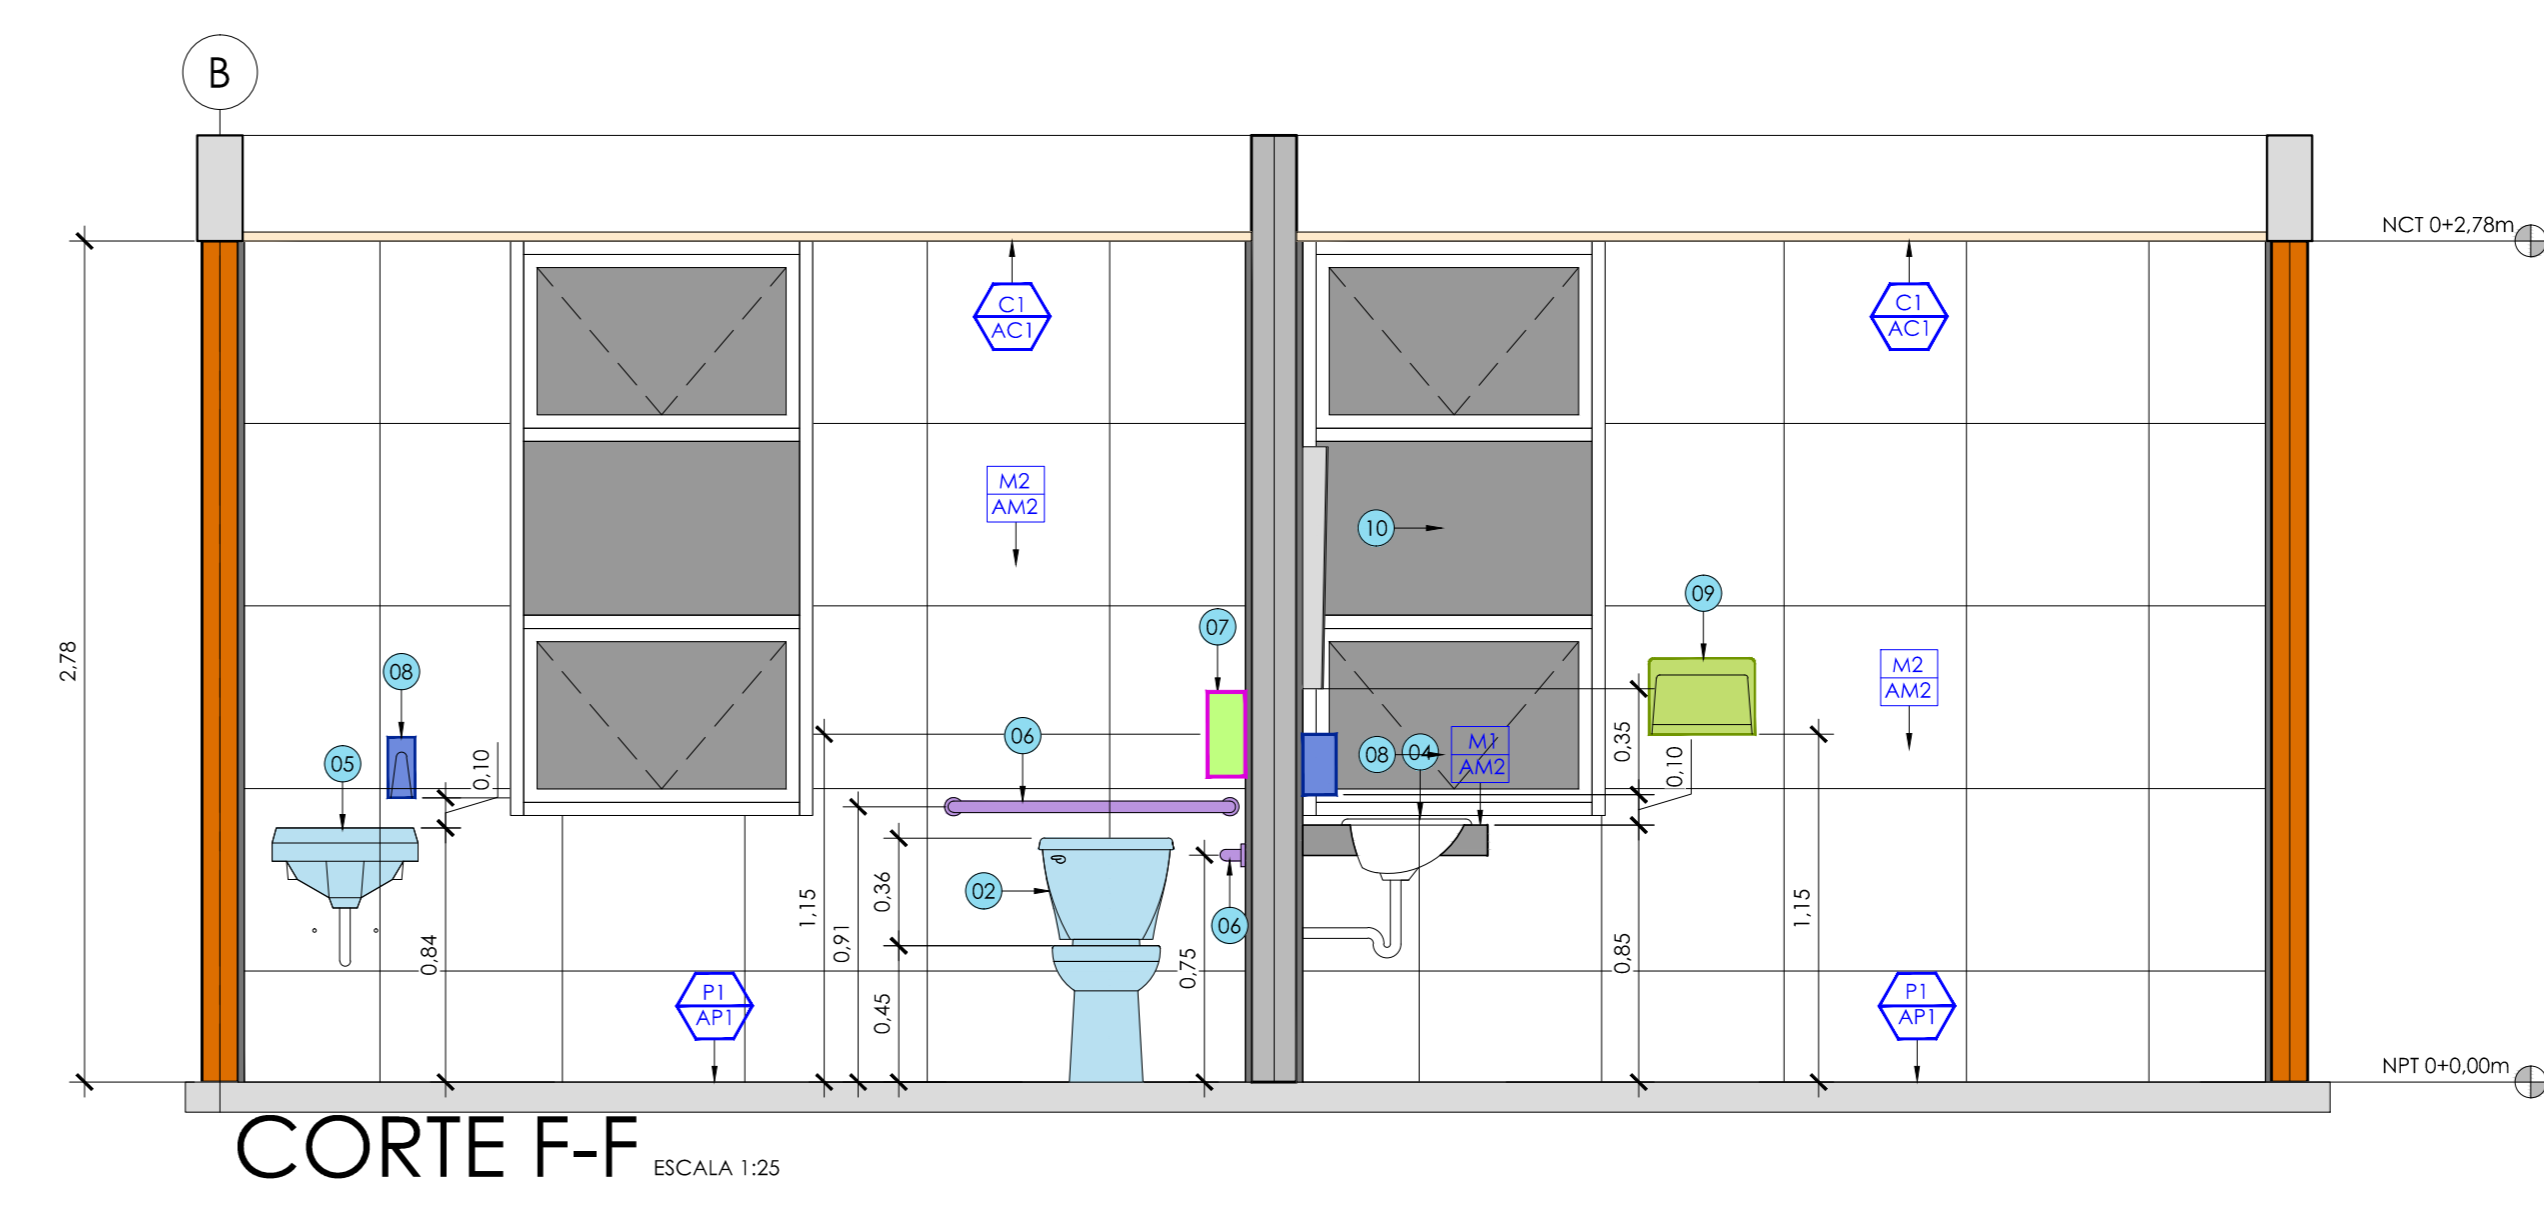 B
NCT 0+2,78m
C1
AC1
C1
AC1
M2
AM2
10
09
07
2,78
08
M2
AM2
06
05
0,10
08
04
M1
AM2
0,35
0,10
02
0,36
1,15
0,91
06
1,15
0,84
0,75
0,85
0,45
P1
AP1
P1
AP1
NPT 0+0,00m
CORTE F-F ESCALA 1:25